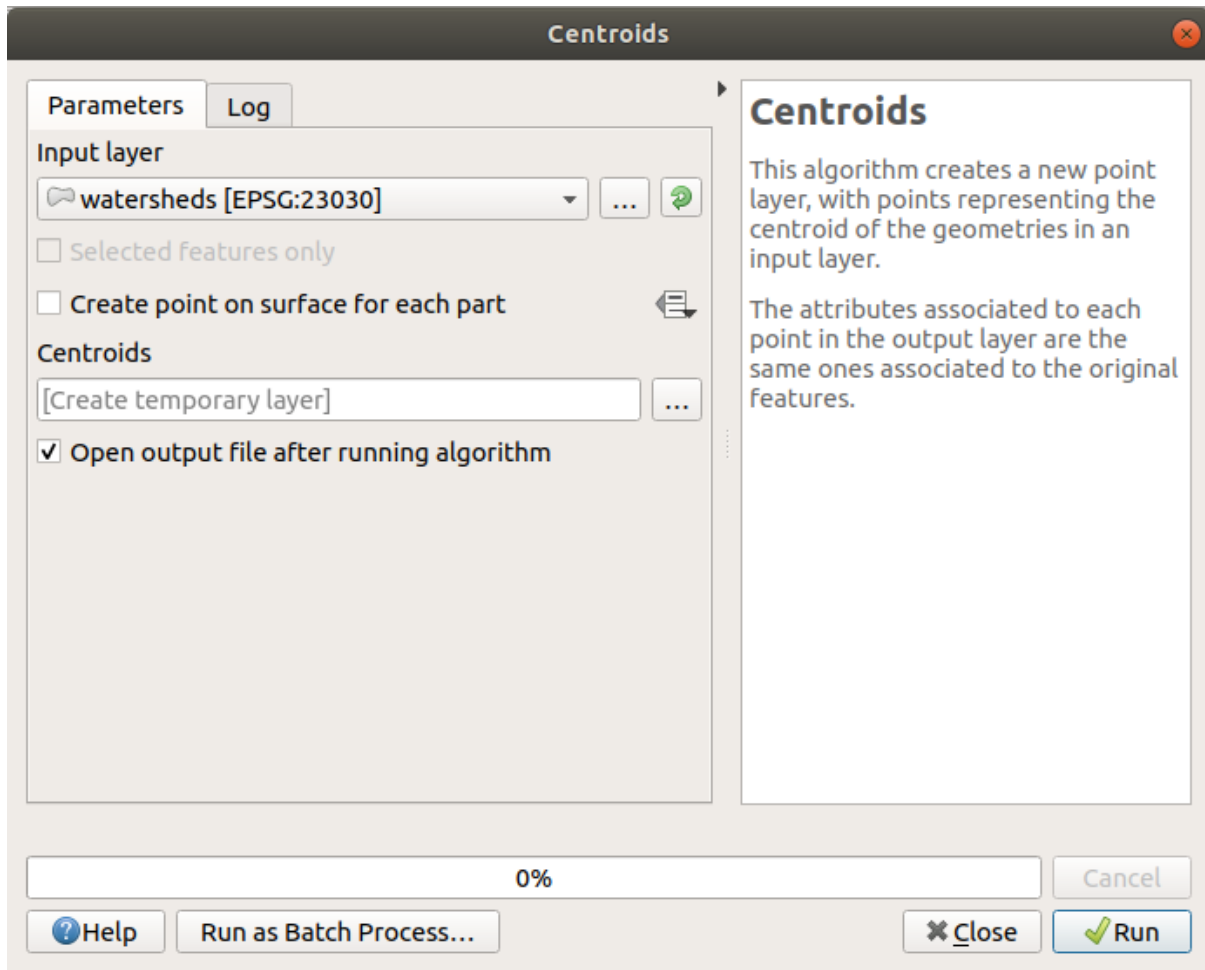 Centroids
Parameters
Log
Input layer
watersheds [EPSG:23030]
...
Selected features only
Create point on surface for each part
Centroids
[Create temporary layer]
...
Open output file after running algorithm
Centroids
This algorithm creates a new point
layer, with points representing the
centroid of the geometries in an
input layer.
The attributes associated to each
point in the output layer are the
same ones associated to the original
features.
0%
Cancel
Help
Run as Batch Process...
Close
Run